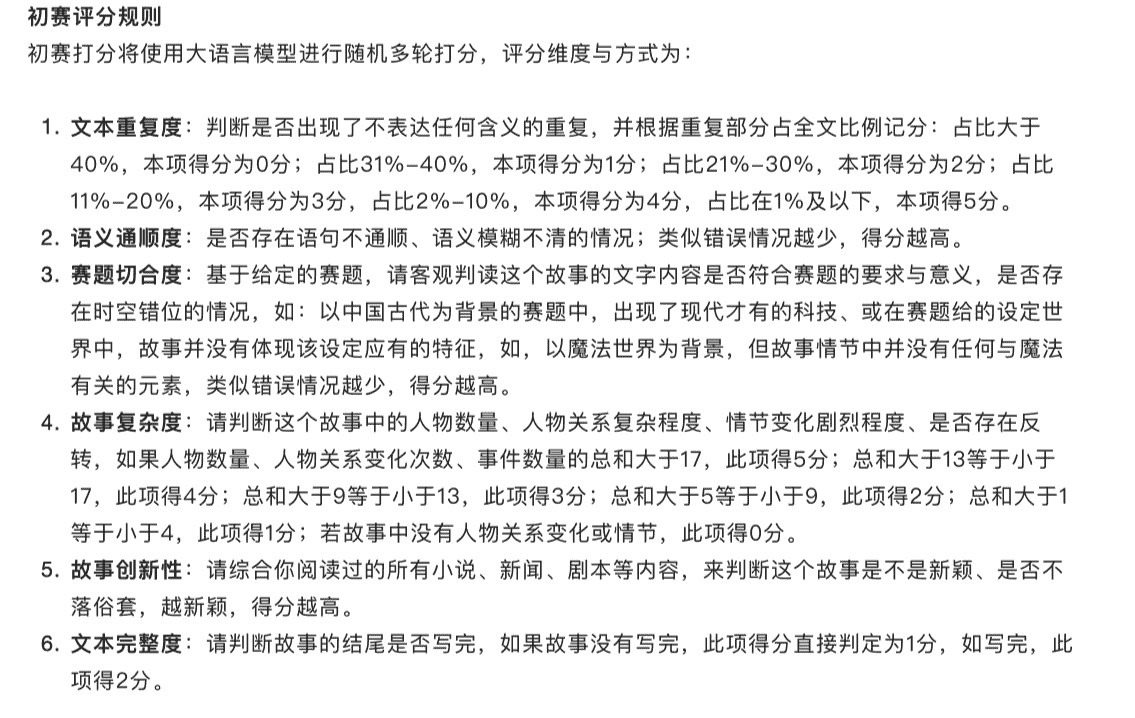 初赛评分规则
初赛打分将使用大语言模型进行随机多轮打分，评分维度与方式为：
1. 文本重复度：判断是否出现了不表达任何含义的重复，并根据重复部分占全文比例记分：占比大于
40%，本项得分为0分；占比31%-40%，本项得分为1分；占比21%-30%，本项得分为2分；占比
11%-20%，本项得分为3分，占比2%-10%，本项得分为4分，占比在1%及以下，本项得5分。
2. 语义通顺度：是否存在语句不通顺、语义模糊不清的情况；类似错误情况越少，得分越高。
3. 赛题切合度：基于给定的赛题，请客观判读这个故事的文字内容是否符合赛题的要求与意义，是否存
在时空错位的情况，如：以中国古代为背景的赛题中，出现了现代才有的科技、或在赛题给的设定世
界中，故事并没有体现该设定应有的特征，如，以魔法世界为背景，但故事情节中并没有任何与魔法
有关的元素，类似错误情况越少，得分越高。
4. 故事复杂度：请判断这个故事中的人物数量、人物关系复杂程度、情节变化剧烈程度、是否存在反
转，如果人物数量、人物关系变化次数、事件数量的总和大于17，此项得5分；总和大于13等于小于
17，此项得4分；总和大于9等于小于13，此项得3分；总和大于5等于小于9，此项得2分；总和大于1
等于小于4，此项得1分；若故事中没有人物关系变化或情节，此项得0分。
5. 故事创新性：请综合你阅读过的所有小说、新闻、剧本等内容，来判断这个故事是不是新颖、是否不
落俗套，越新颖，得分越高。
6. 文本完整度：请判断故事的结尾是否写完，如果故事没有写完，此项得分直接判定为1分，如写完，此
项得2分。